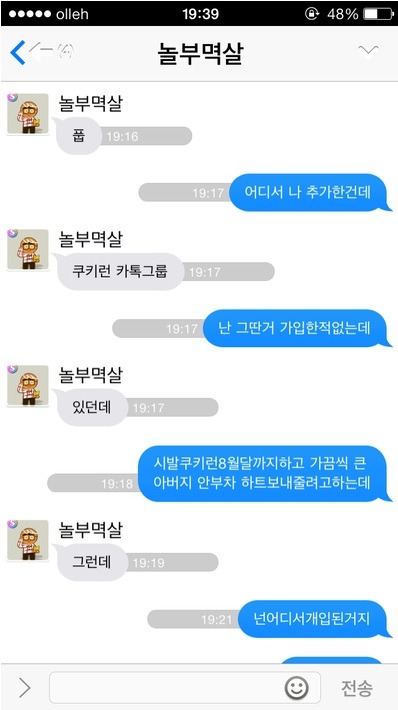 olleh 19:39 48%
놀부멱살
놀부멱살
풉 19:16
19:17 어디서 나 추가한건데
놀부멱살
쿠키런 카톡그룹 19:17
19:17 난 그딴거 가입한적없는데
놀부멱살
있던데 19:17
시발쿠키런8월달까지하고 가끔씩 큰
19:18 아버지 안부차 하트보내줄려고하는데
놀부멱살
그런데 19:19
19:21 넌어디서개입된거지
전송